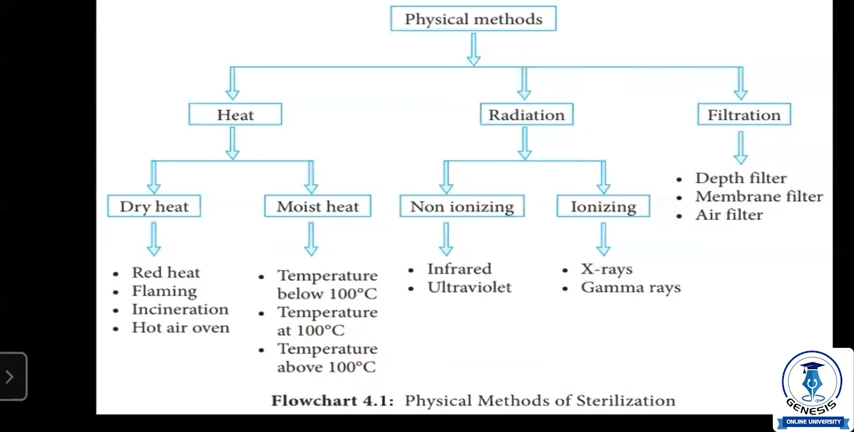 Physical methods
Heat
Radiation
Filtration
• Depth filter
• Membrane filter
• Air filter
Dry heat
Moist heat
Non ionizing
Ionizing
• Red heat
• Flaming
• Incineration
• Hot air oven
• Temperature
below 100°C
• Temperature
at 100°C
• Temperature
above 100°C
• Infrared
• Ultraviolet
• X-rays
• Gamma rays
Flowchart 4.1: Physical Methods of Sterilization
GENESIS
ONLINE UNIVERSITY